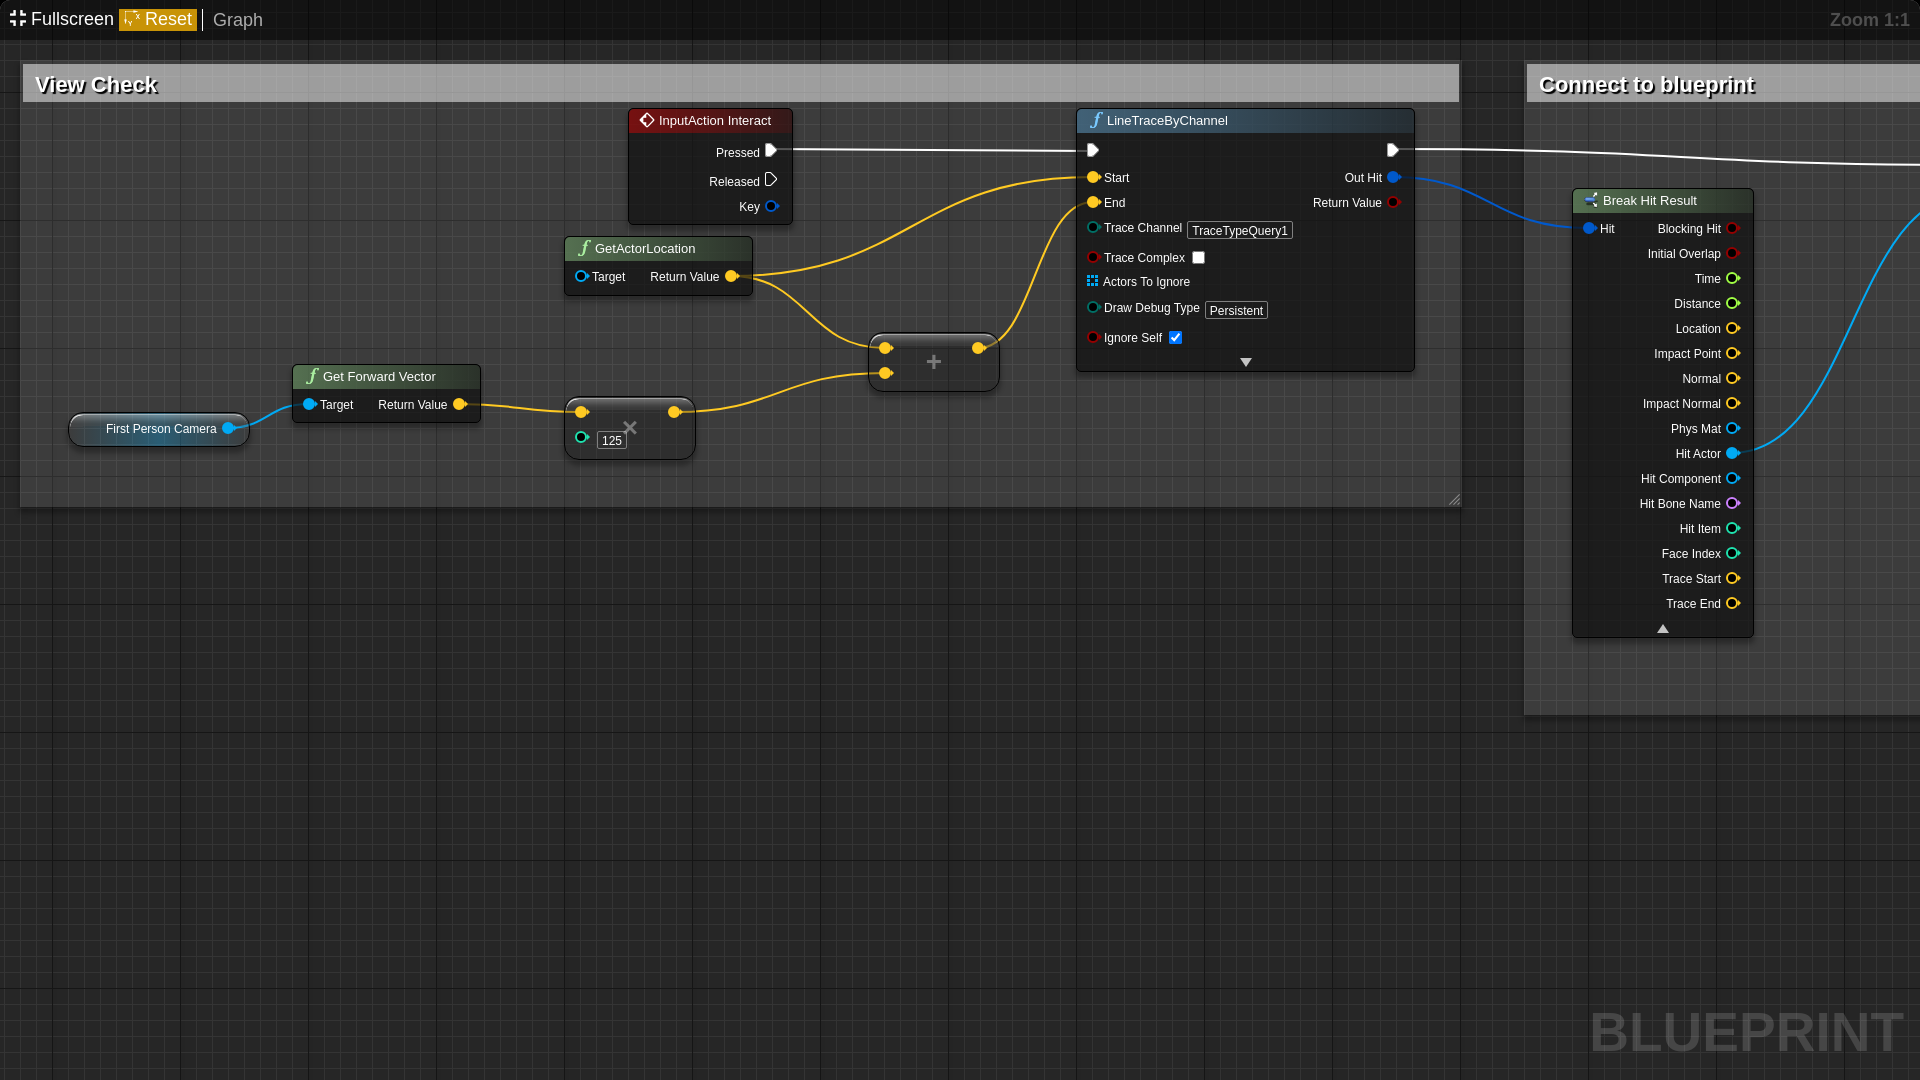 Fullscreen Reset Graph
Zoom 1:1
View Check
InputAction Interact
Pressed
Released
Key
GetActorLocation
Target Return Value
Get Forward Vector
Target Return Value
First Person Camera
×
125
+
LineTraceByChannel
Start Out Hit
End Return Value
Trace Channel TraceTypeQuery1
Trace Complex
Actors To Ignore
Draw Debug Type Persistent
Ignore Self
Connect to blueprint
Break Hit Result
Hit Blocking Hit
Initial Overlap
Time
Distance
Location
Impact Point
Normal
Impact Normal
Phys Mat
Hit Actor
Hit Component
Hit Bone Name
Hit Item
Face Index
Trace Start
Trace End
BLUEPRINT